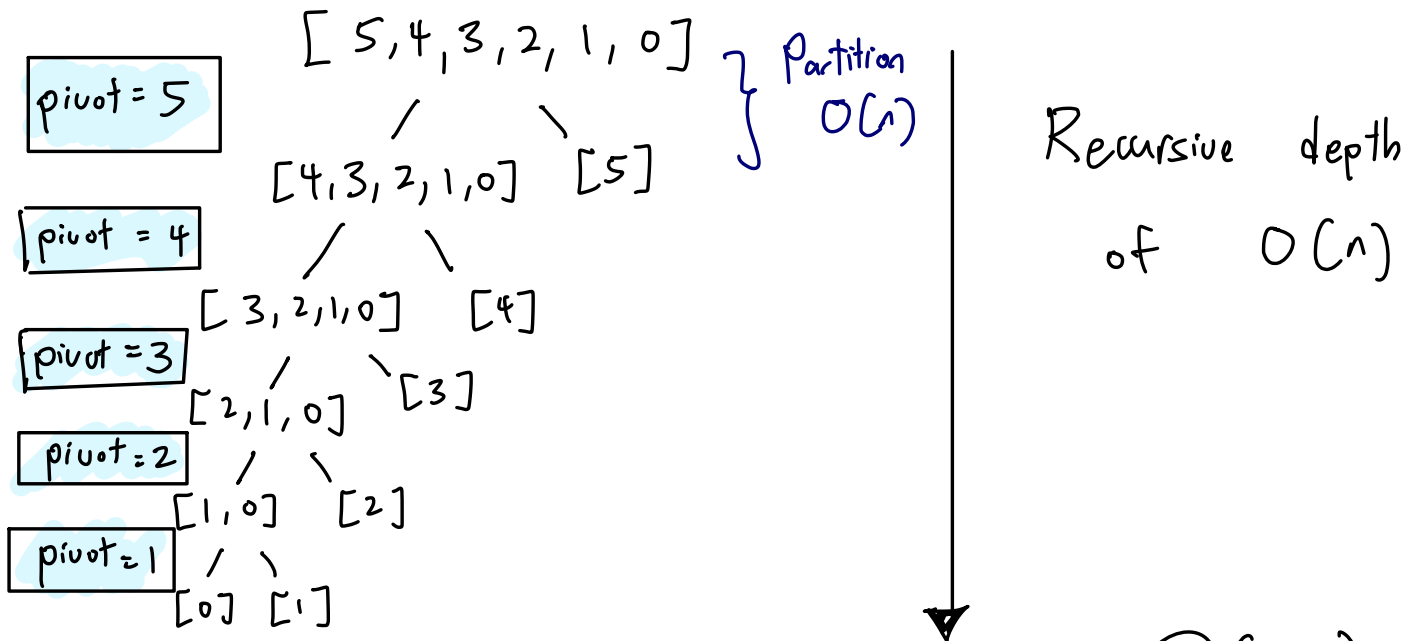 [ 5,4,3,2,1,0]
Partition
O(n)
pivot = 5
Recursive depth
of O(n)
[4,3,2,1,0] [5]
pivot = 4
[3,2,1,0] [4]
pivot = 3
[2,1,0] [3]
pivot = 2
[1,0] [2]
pivot = 1
[0] [1]